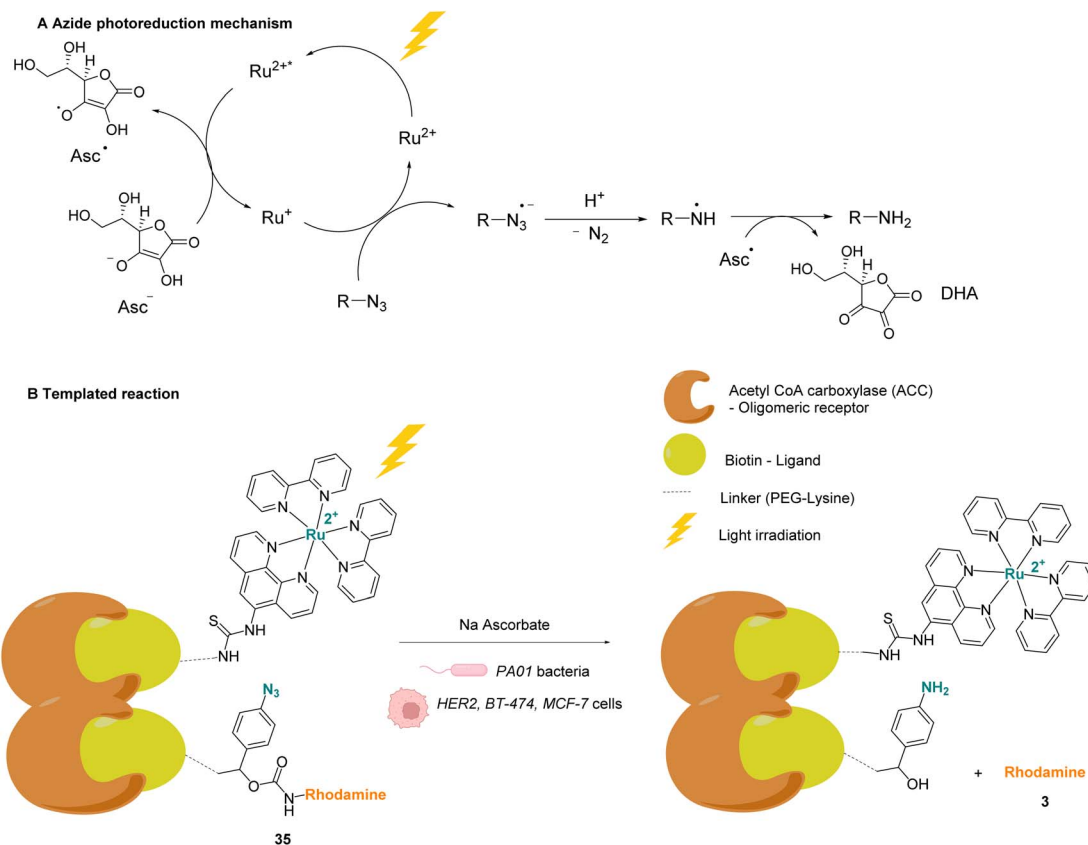 A Azide photoreduction mechanism
OH
HO
H
O
O
O
OH
Asc•
Ru2+*
Ru2+
Ru+
OH
HO
H
O
O
−O
OH
Asc−
R−N3
R−N3•−
H+
− N2
R−NH
Asc•
R−NH2
OH
HO
H
O
O
O
O
DHA
B Templated reaction
Acetyl CoA carboxylase (ACC)
- Oligomeric receptor
Biotin - Ligand
Linker (PEG-Lysine)
Light irradiation
N
N
N
N
N
N
Ru
2+
S
NH
NH
N3
O
O
N
H
Rhodamine
35
Na Ascorbate
PA01 bacteria
HER2, BT-474, MCF-7 cells
N
N
N
N
N
N
Ru
2+
S
NH
NH
NH2
OH
+ Rhodamine
3